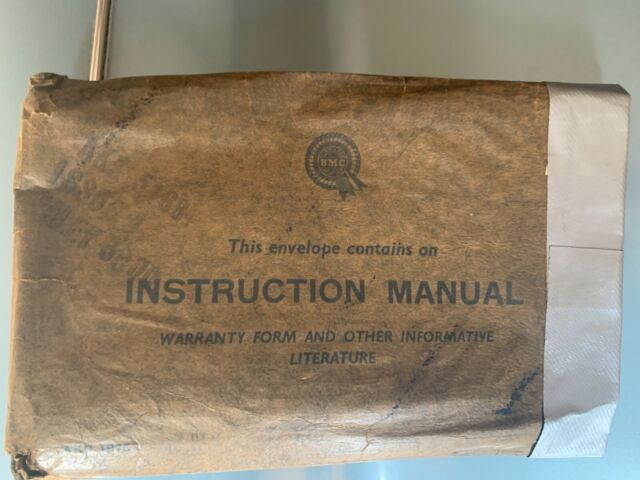 BMC
This envelope contains an
INSTRUCTION MANUAL
WARRANTY FORM AND OTHER INFORMATIVE
LITERATURE